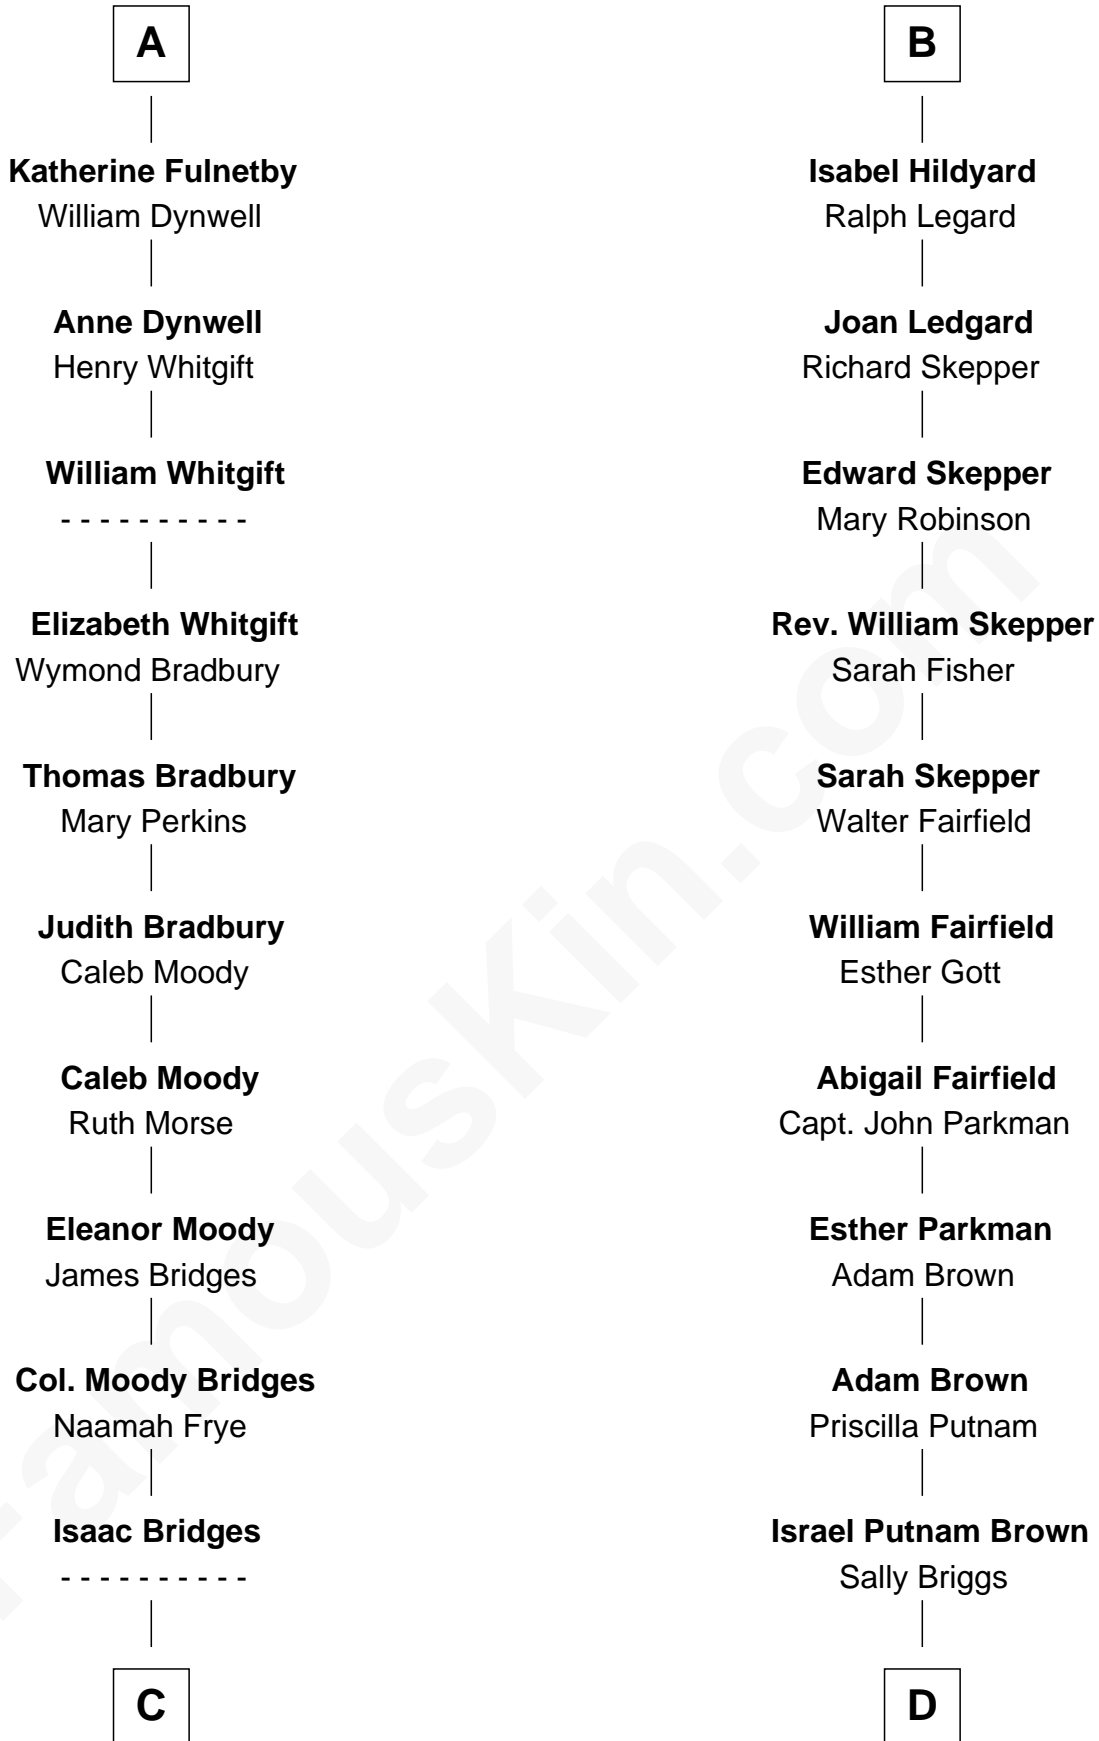 A
Katherine Fulnetby
William Dynwell
Anne Dynwell
Henry Whitgift
William Whitgift
- - - - - - - - - -
Elizabeth Whitgift
Wymond Bradbury
Thomas Bradbury
Mary Perkins
Judith Bradbury
Caleb Moody
Caleb Moody
Ruth Morse
Eleanor Moody
James Bridges
Col. Moody Bridges
Naamah Frye
Isaac Bridges
- - - - - - - - - -
C
B
Isabel Hildyard
Ralph Legard
Joan Ledgard
Richard Skepper
Edward Skepper
Mary Robinson
Rev. William Skepper
Sarah Fisher
Sarah Skepper
Walter Fairfield
William Fairfield
Esther Gott
Abigail Fairfield
Capt. John Parkman
Esther Parkman
Adam Brown
Adam Brown
Priscilla Putnam
Israel Putnam Brown
Sally Briggs
D
FamousKin.com